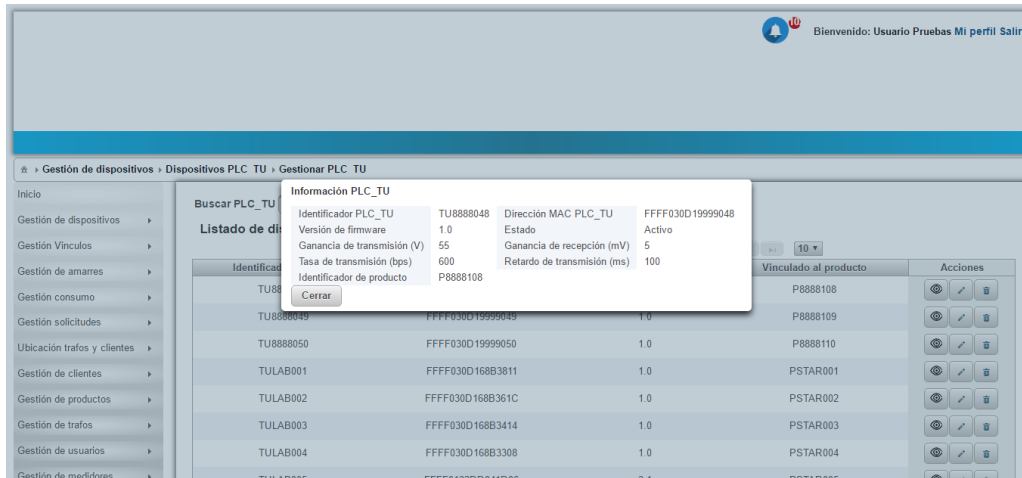 10
Bienvenido: Usuario Pruebas Mi perfil Salir
Gestión de dispositivos Dispositivos PLC_TU Gestionar PLC_TU
Inicio
Gestión de dispositivos
Gestión Vinculos
Gestión de amarres
Gestión consumo
Gestión solicitudes
Ubicación trafos y clientes
Gestión de clientes
Gestión de productos
Gestión de trafos
Gestión de usuarios
Gestión de medidores
Buscar PLC_TU
Listado de di
Información PLC_TU
Identificador PLC_TU TU8888048 Dirección MAC PLC_TU FFFF030D19999048
Versión de firmware 1.0 Estado Activo
Ganancia de transmisión (V) 55 Ganancia de recepción (mV) 5
Tasa de transmisión (bps) 600 Retardo de transmisión (ms) 100
Identificador de producto P8888108
Cerrar
10
Identificad Vinculado al producto Acciones
TU88 P8888108
TU8888049 FFFF030D19999049 1.0 P8888109
TU8888050 FFFF030D19999050 1.0 P8888110
TULAB001 FFFF030D168B3811 1.0 PSTAR001
TULAB002 FFFF030D168B361C 1.0 PSTAR002
TULAB003 FFFF030D168B3414 1.0 PSTAR003
TULAB004 FFFF030D168B3308 1.0 PSTAR004